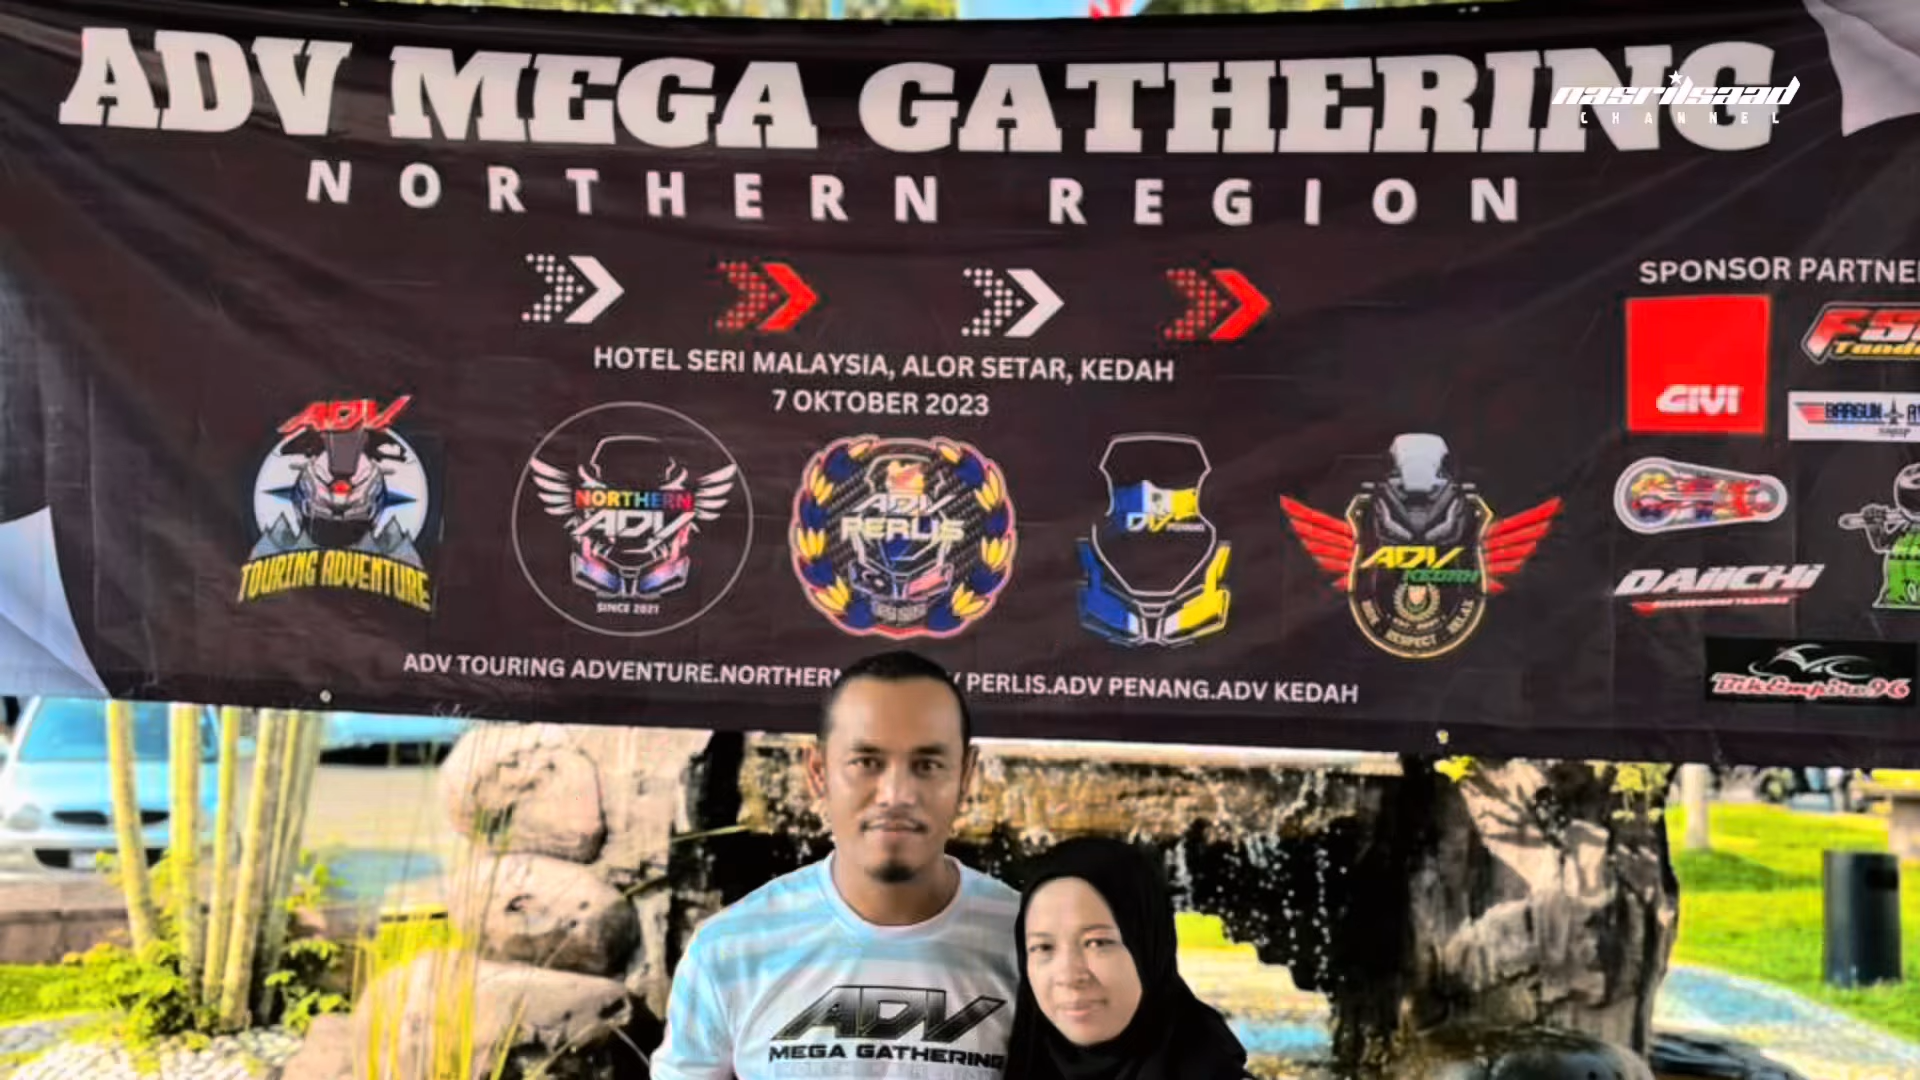 ADV MEGA GATHERING
nasrilsaad
CHANNEL
NORTHERN REGION
SPONSOR PARTNE
GIVI
HOTEL SERI MALAYSIA, ALOR SETAR, KEDAH
7 OKTOBER 2023
ADV
TOURING ADVENTURE
NORTHERN
ADV
SINCE 2021
ADV
PERLIS
ADV
KEDAH
RESPECT
DAIICHI
BikEmpire96
ADV TOURING ADVENTURE.NORTHERN PERLIS.ADV PENANG.ADV KEDAH
ADV
MEGA GATHERING